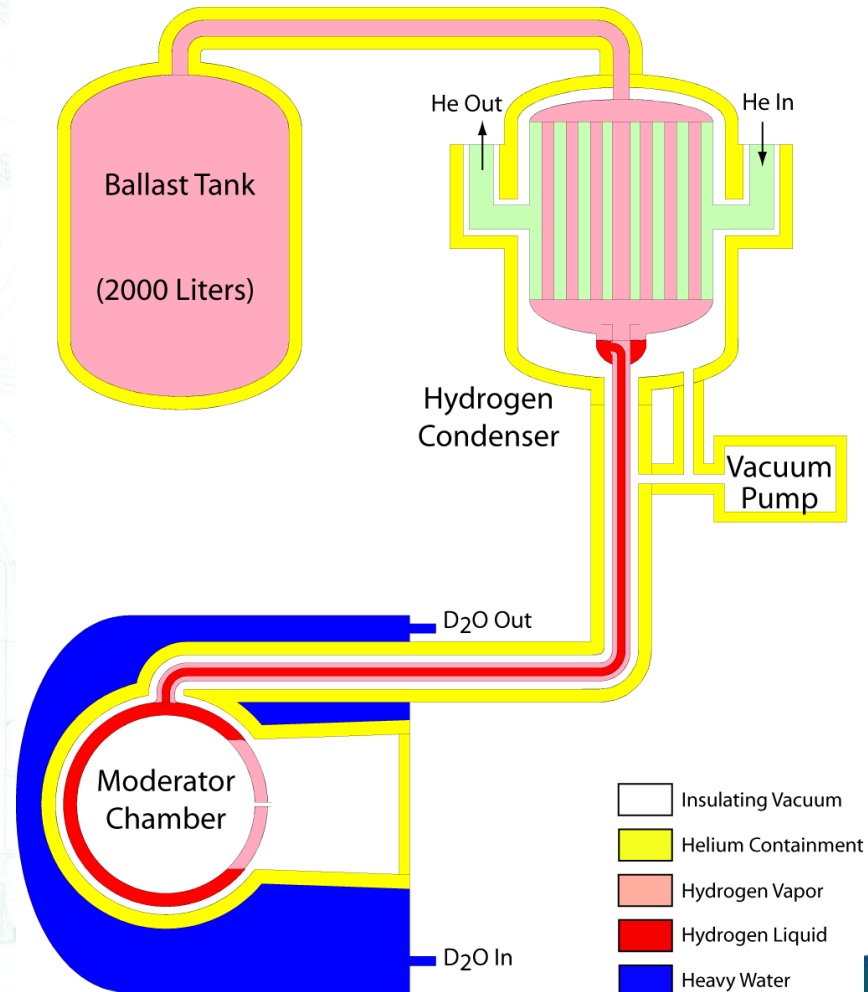 He Out
He In
Ballast Tank
(2000 Liters)
Hydrogen
Condenser
Vacuum
Pump
D2O Out
Moderator
Chamber
Insulating Vacuum
Helium Containment
Hydrogen Vapor
Hydrogen Liquid
D2O In
Heavy Water